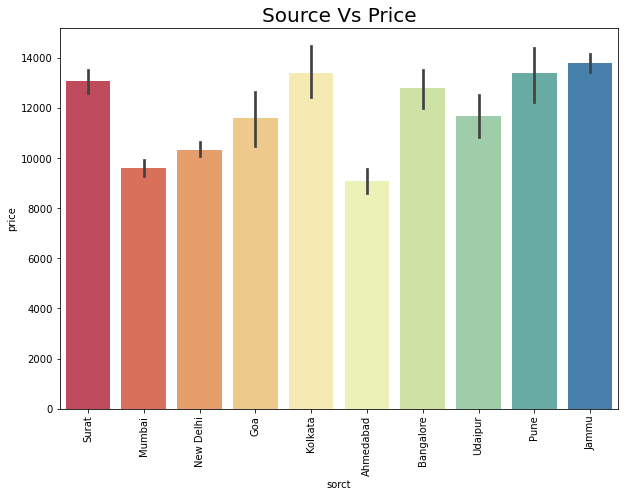 Source Vs Price
14000
12000
10000
8000
6000
4000
2000
0
price
Surat
Mumbai
New Delhi
Goa
Kolkata
Ahmedabad
Bangalore
Udaipur
Pune
Jammu
sorct